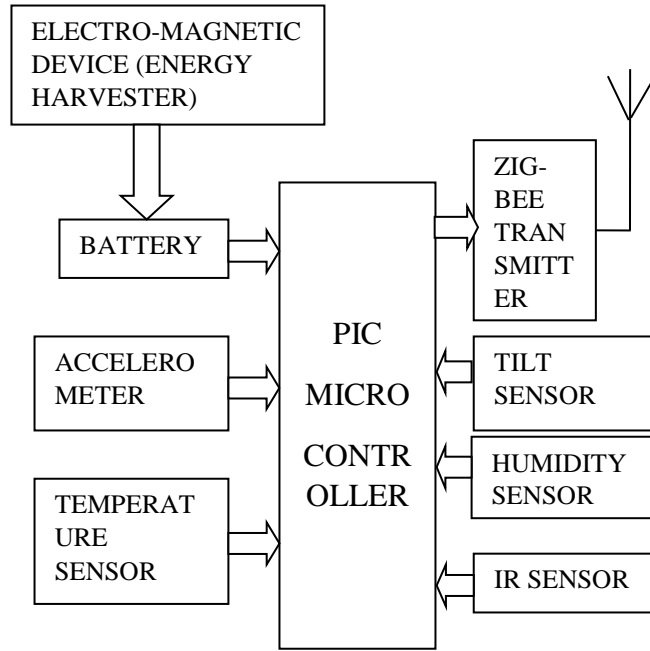 ELECTRO-MAGNETIC
DEVICE (ENERGY
HARVESTER)
BATTERY
ACCELERO
METER
TEMPERAT
URE
SENSOR
PIC
MICRO
CONTR
OLLER
ZIG-
BEE
TRAN
SMITT
ER
TILT
SENSOR
HUMIDITY
SENSOR
IR SENSOR